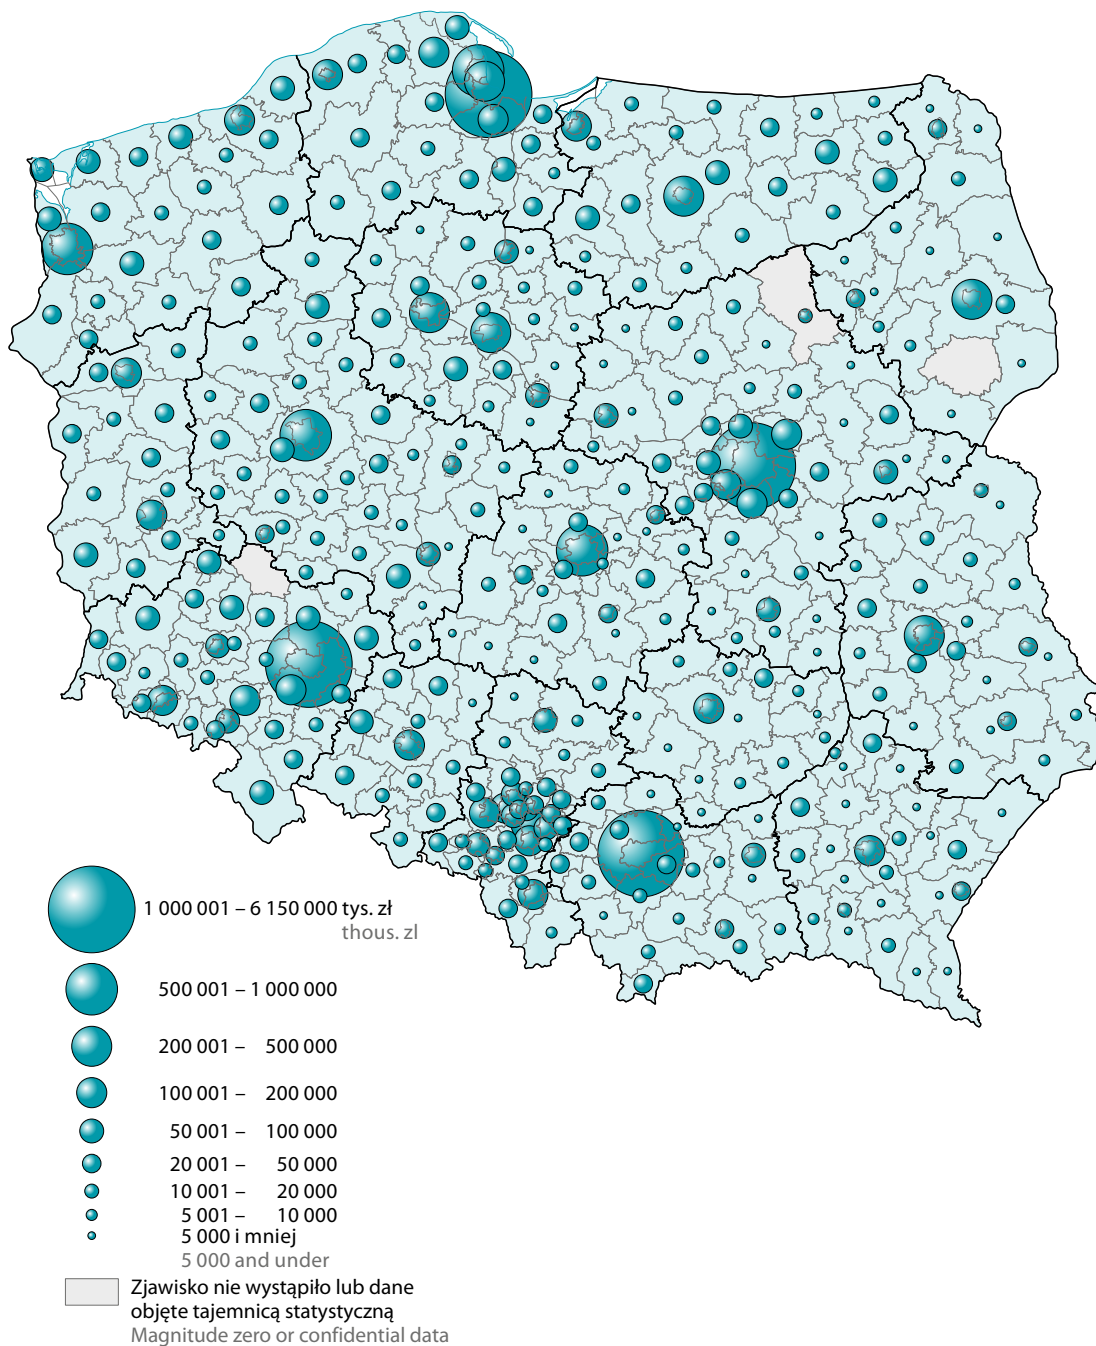 1 000 001 – 6 150 000 tys. zł
thous. zl
500 001 – 1 000 000
200 001 – 500 000
100 001 – 200 000
50 001 – 100 000
20 001 – 50 000
10 001 – 20 000
5 001 – 10 000
5 000 i mniej
5 000 and under
Zjawisko nie wystąpiło lub dane
objęte tajemnicą statystyczną
Magnitude zero or confidential data